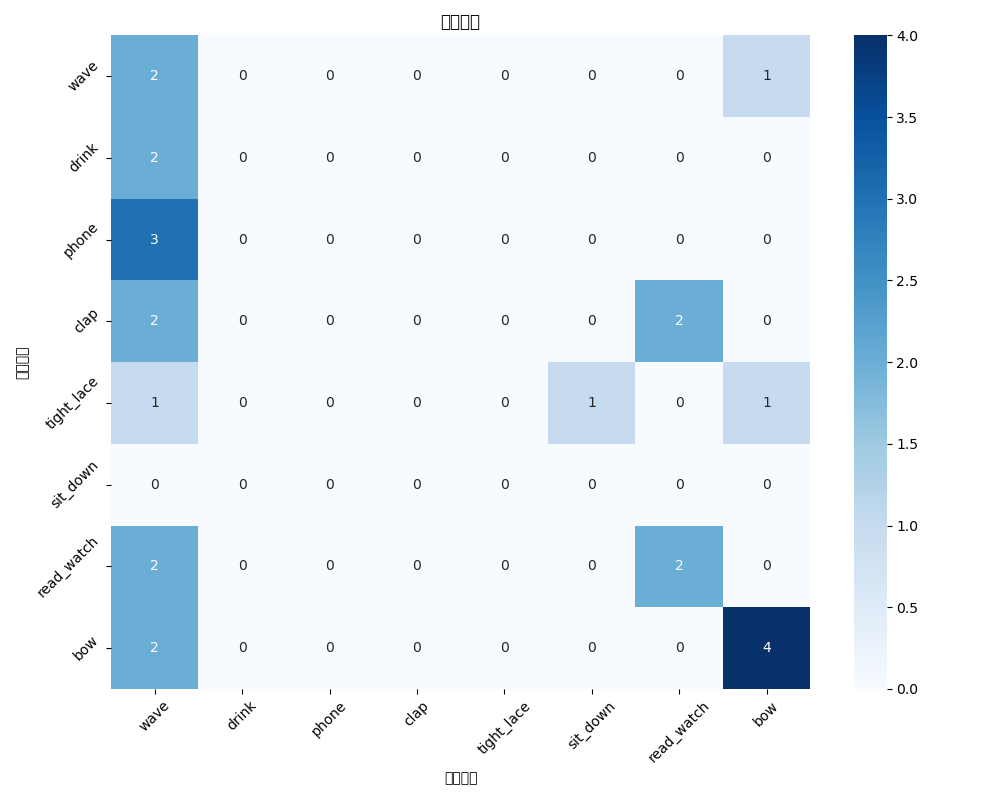 wave 2 0 0 0 0 0 0 1
drink 2 0 0 0 0 0 0 0
phone 3 0 0 0 0 0 0 0
clap 2 0 0 0 0 0 2 0
tight_lace 1 0 0 0 0 1 0 1
sit_down 0 0 0 0 0 0 0 0
read_watch 2 0 0 0 0 0 2 0
bow 2 0 0 0 0 0 0 4
wave drink phone clap tight_lace sit_down read_watch bow
4.0
3.5
3.0
2.5
2.0
1.5
1.0
0.5
0.0